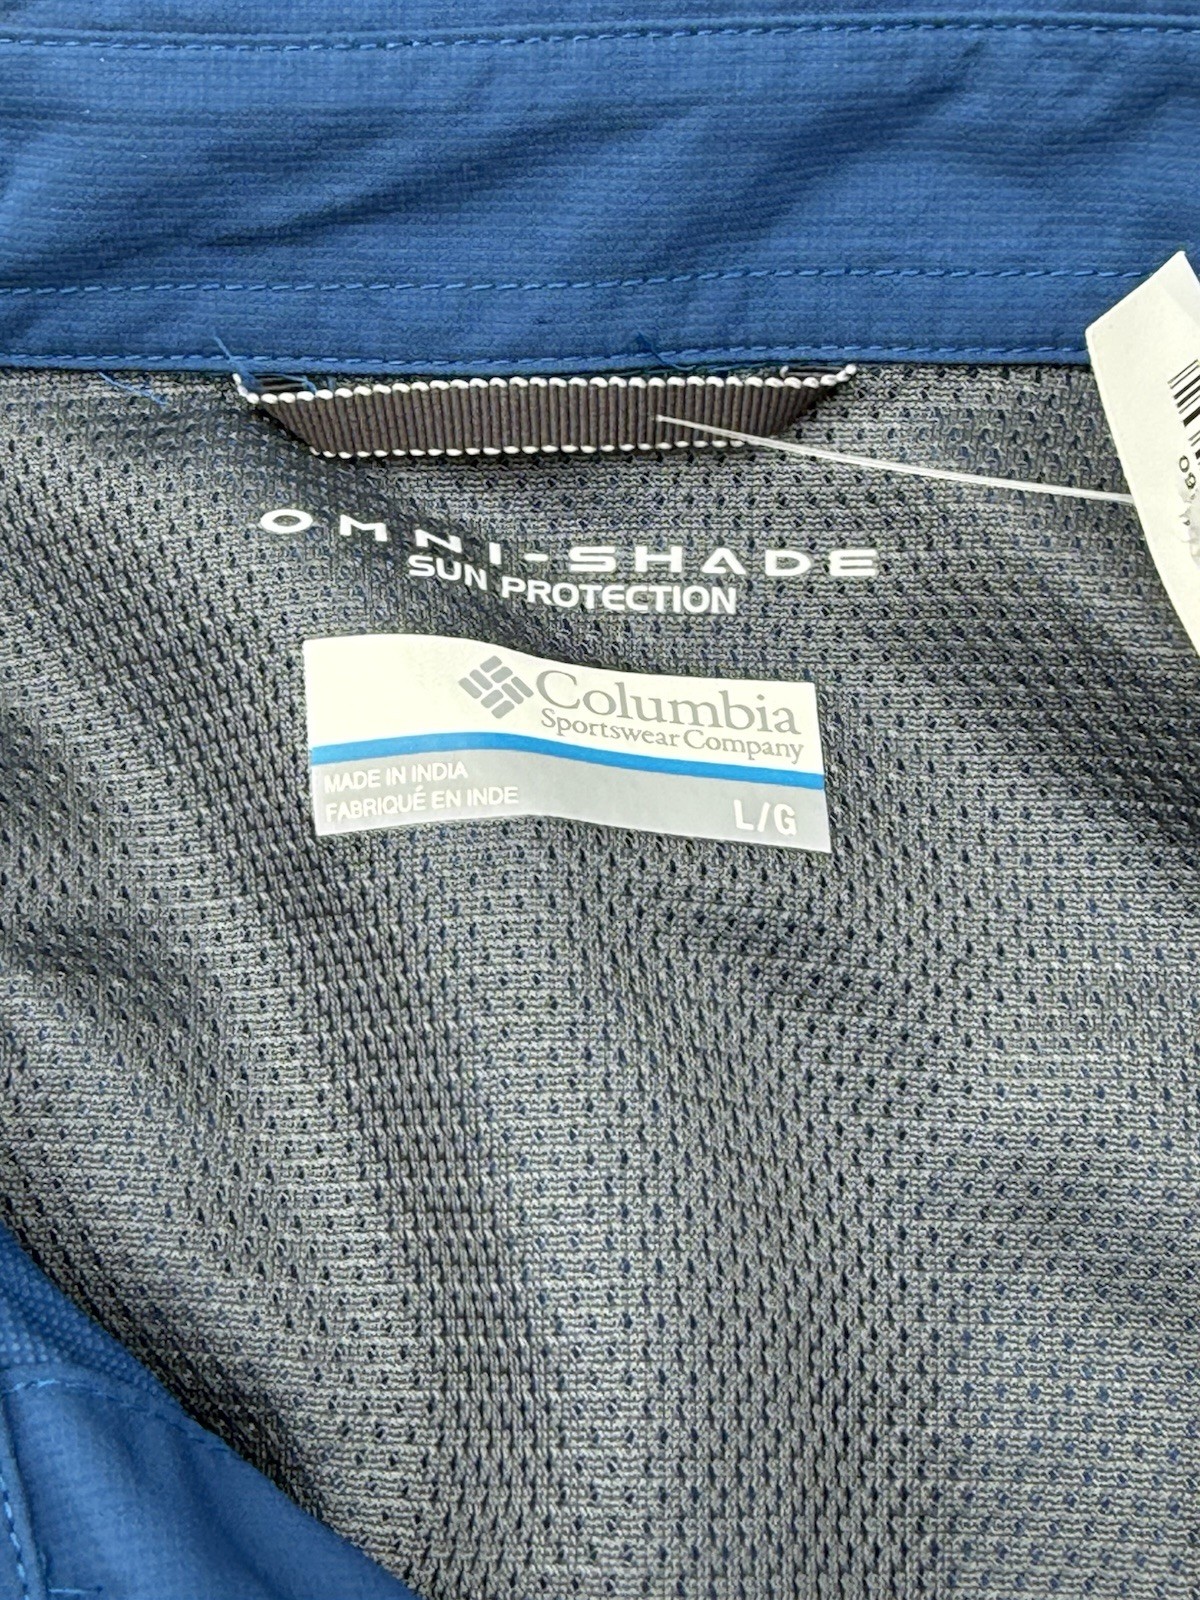 OMNI-SHADE
SUN PROTECTION
Columbia
Sportswear Company
MADE IN INDIA
FABRIQUÉ EN INDE
L/G